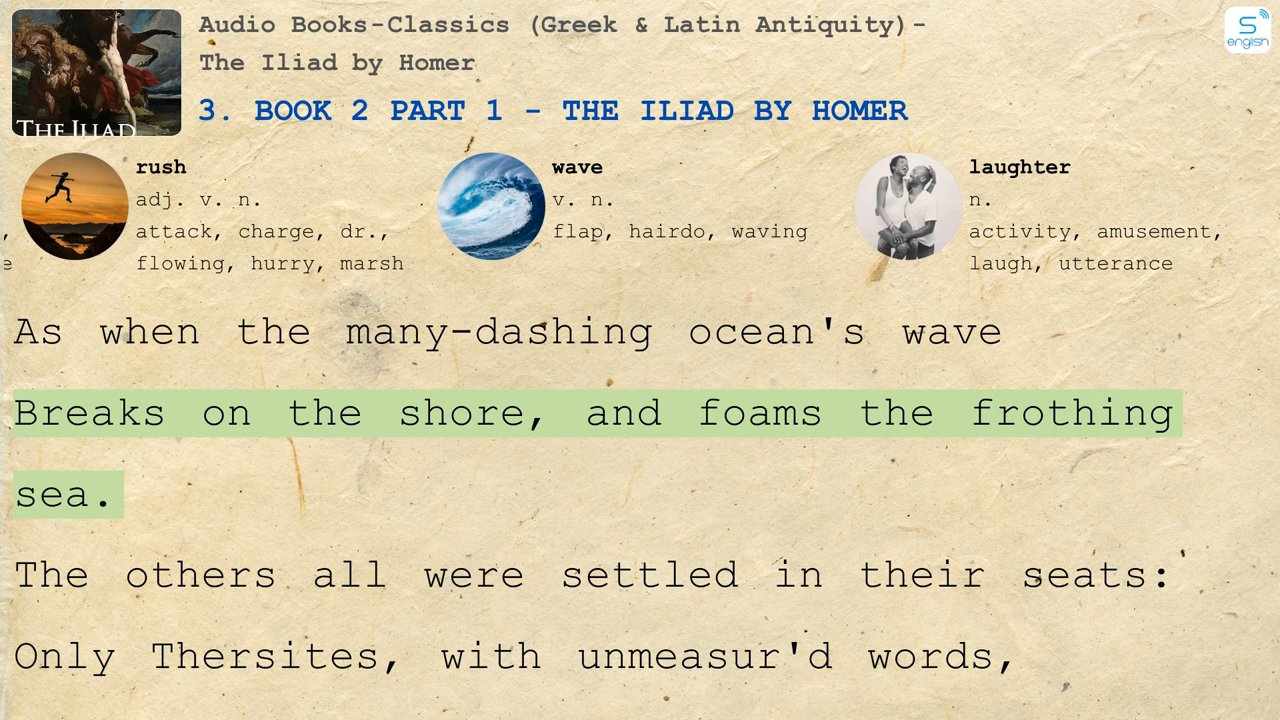 Audio Books-Classics (Greek & Latin Antiquity)-
The Iliad by Homer
3. BOOK 2 PART 1 - THE ILIAD BY HOMER
THE ILIAD
S
english
rush
adj. v. n.
attack, charge, dr.,
flowing, hurry, marsh
wave
v. n.
flap, hairdo, waving
laughter
n.
activity, amusement,
laugh, utterance
As when the many-dashing ocean's wave
Breaks on the shore, and foams the frothing
sea.
The others all were settled in their seats:
Only Thersites, with unmeasur'd words,